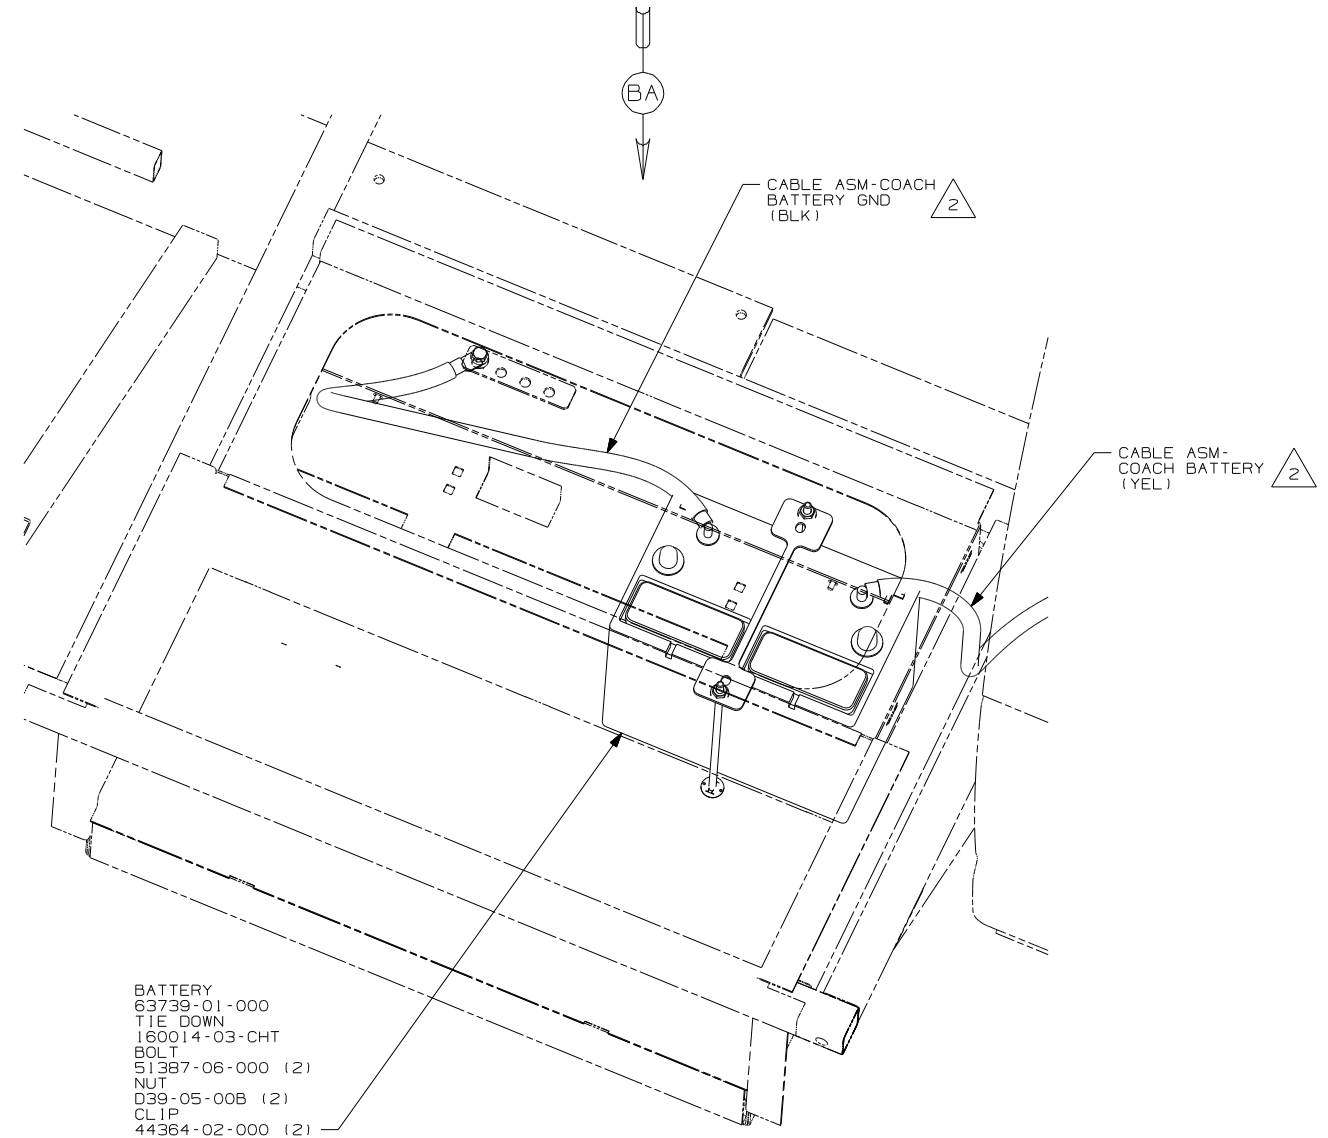 BA
CABLE ASM-COACH
BATTERY GND
(BLK)
2
CABLE ASM-
COACH BATTERY
(YEL)
2
BATTERY
63739-01-000
TIE DOWN
160014-03-CHT
BOLT
51387-06-000 (2)
NUT
D39-05-00B (2)
CLIP
44364-02-000 (2)